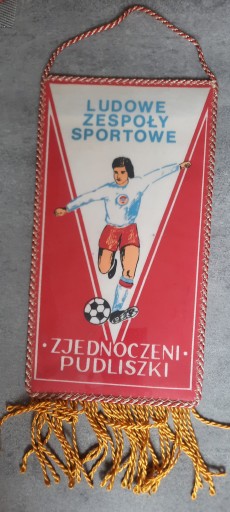 LUDOWE
ZESPOŁY
SPORTOWE
· ZJEDNOCZENI ·
PUDLISZKI